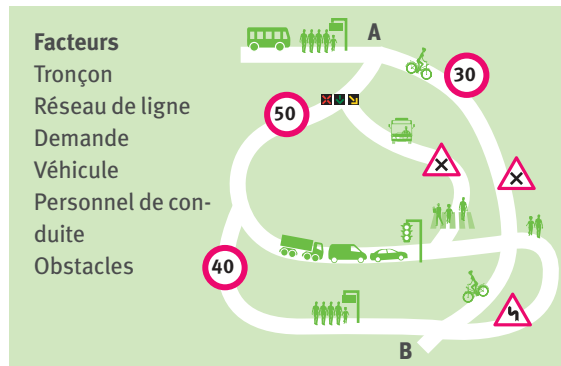 Facteurs
Tronçon
Réseau de ligne
Demande
Véhicule
Personnel de con-
duite
Obstacles
A
30
50
40
B